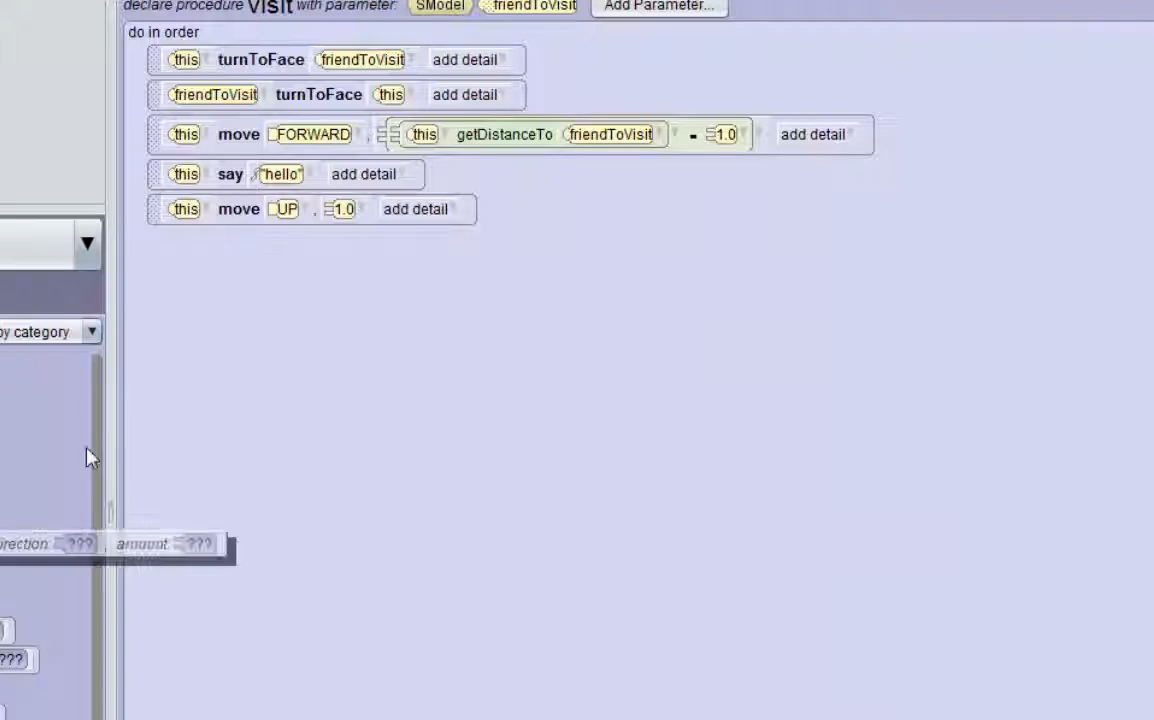 declare procedure visit with parameter: SModel friendToVisit Add Parameter...
do in order
this turnToFace friendToVisit add detail
friendToVisit turnToFace this add detail
this move FORWARD , this getDistanceTo friendToVisit - 1.0 add detail
this say "hello" add detail
this move UP , 1.0 add detail
by category
irection: ??? , amount: ???
???